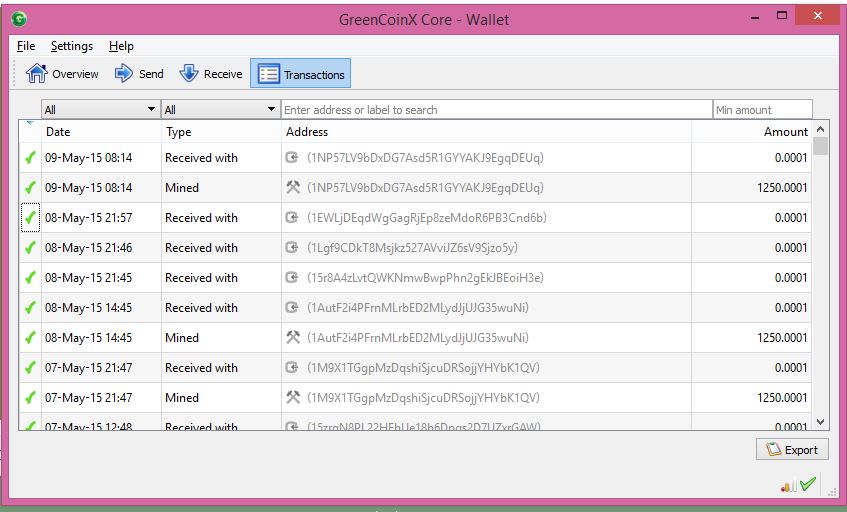 GreenCoinX Core - Wallet
File Settings Help
Overview Send Receive Transactions
All All Enter address or label to search Min amount
Date Type Address Amount
09-May-15 08:14 Received with (1NP57LV9bDxDG7Asd5R1GYYAKJ9EgqDEUq) 0.0001
09-May-15 08:14 Mined (1NP57LV9bDxDG7Asd5R1GYYAKJ9EgqDEUq) 1250.0001
08-May-15 21:57 Received with (1EWLjDEqdWgGagRjEp8zeMdoR6PB3Cnd6b) 0.0001
08-May-15 21:46 Received with (1Lgf9CDkT8Msjkz527AVviJZ6sV9Sjzo5y) 0.0001
08-May-15 21:45 Received with (15r8A4zLvtQWKNmwBwpPhn2gEkJBEoiH3e) 0.0001
08-May-15 14:45 Received with (1AutF2i4PFrnMLrbED2MLydJjUJG35wuNi) 0.0001
08-May-15 14:45 Mined (1AutF2i4PFrnMLrbED2MLydJjUJG35wuNi) 1250.0001
07-May-15 21:47 Received with (1M9X1TGgpMzDqshiSjcuDRSojjYHYbK1QV) 0.0001
07-May-15 21:47 Mined (1M9X1TGgpMzDqshiSjcuDRSojjYHYbK1QV) 1250.0001
07-May-15 12:48 Received with 0.0001
Export